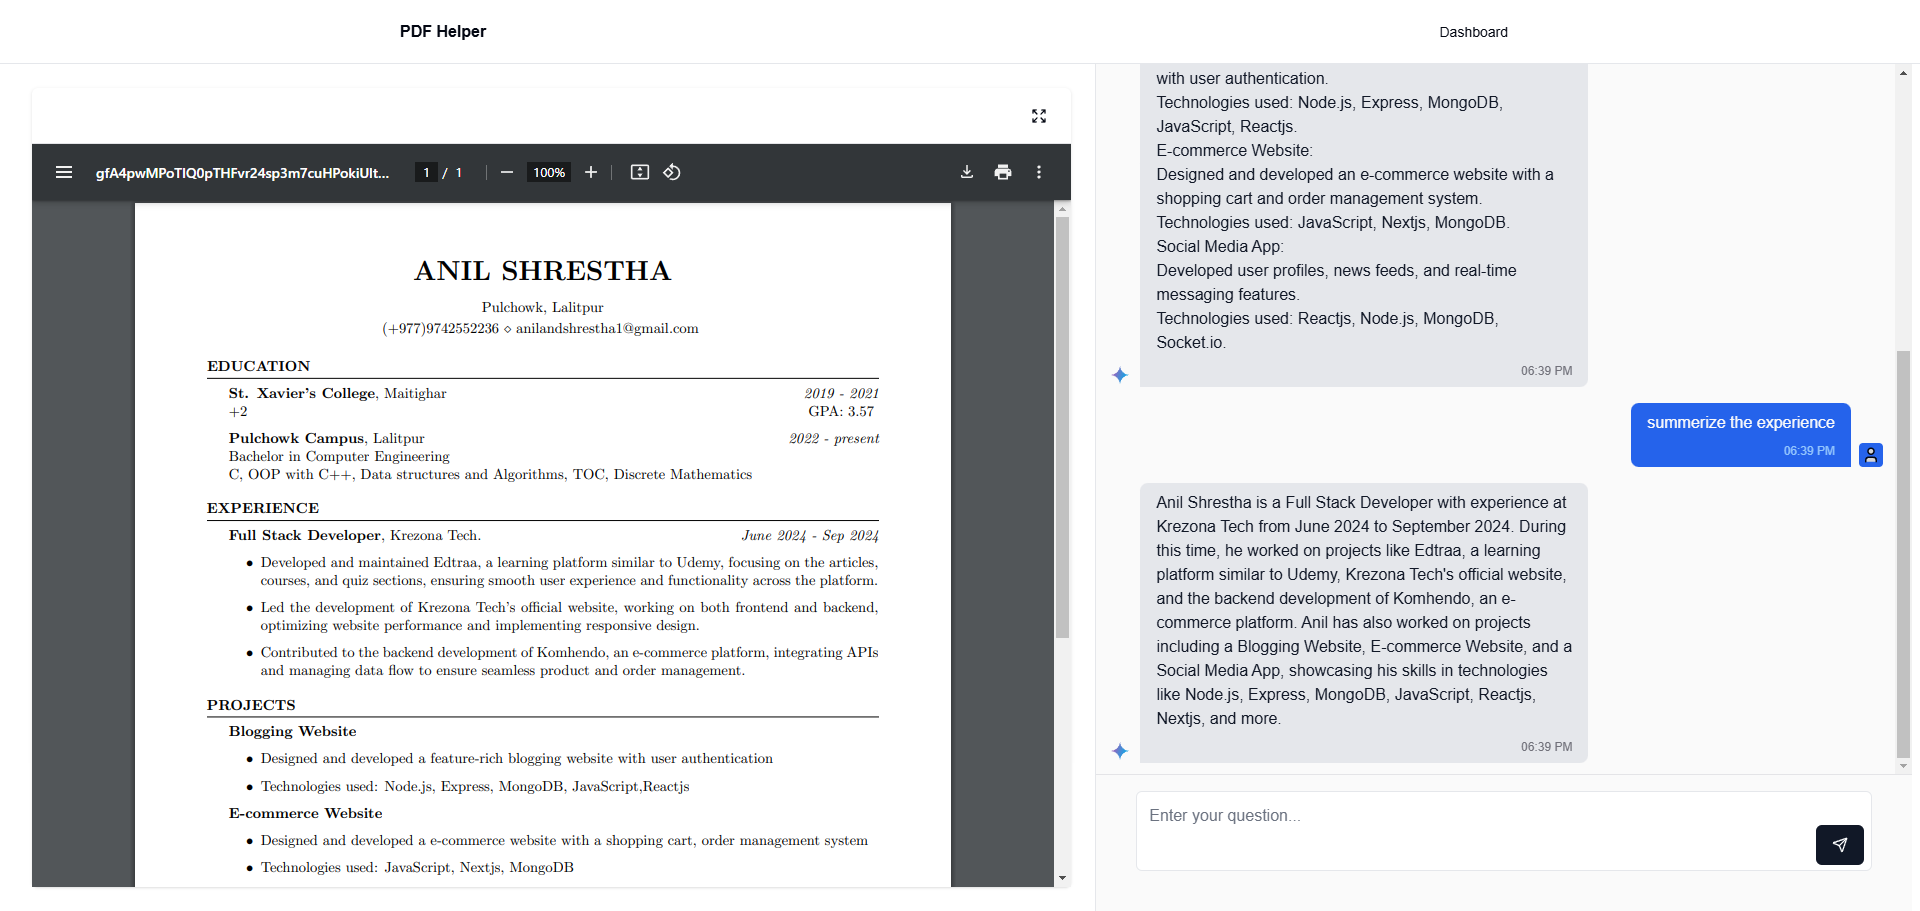 PDF Helper
Dashboard
gfA4pwMPoTIQ0pTHFvr24sp3m7cuHPokiUlt...
1 / 1
100%
ANIL SHRESTHA
Pulchowk, Lalitpur
(+977)9742552236 ⋄ anilandshrestha1@gmail.com
EDUCATION
St. Xavier's College, Maitighar 2019 - 2021
+2 GPA: 3.57
Pulchowk Campus, Lalitpur 2022 - present
Bachelor in Computer Engineering
C, OOP with C++, Data structures and Algorithms, TOC, Discrete Mathematics
EXPERIENCE
Full Stack Developer, Krezona Tech. June 2024 - Sep 2024
• Developed and maintained Edtraa, a learning platform similar to Udemy, focusing on the articles,
courses, and quiz sections, ensuring smooth user experience and functionality across the platform.
• Led the development of Krezona Tech's official website, working on both frontend and backend,
optimizing website performance and implementing responsive design.
• Contributed to the backend development of Komhendo, an e-commerce platform, integrating APIs
and managing data flow to ensure seamless product and order management.
PROJECTS
Blogging Website
• Designed and developed a feature-rich blogging website with user authentication
• Technologies used: Node.js, Express, MongoDB, JavaScript,Reactjs
E-commerce Website
• Designed and developed a e-commerce website with a shopping cart, order management system
• Technologies used: JavaScript, Nextjs, MongoDB
with user authentication.
Technologies used: Node.js, Express, MongoDB,
JavaScript, Reactjs.
E-commerce Website:
Designed and developed an e-commerce website with a
shopping cart and order management system.
Technologies used: JavaScript, Nextjs, MongoDB.
Social Media App:
Developed user profiles, news feeds, and real-time
messaging features.
Technologies used: Reactjs, Node.js, MongoDB,
Socket.io.
06:39 PM
summerize the experience
06:39 PM
Anil Shrestha is a Full Stack Developer with experience at
Krezona Tech from June 2024 to September 2024. During
this time, he worked on projects like Edtraa, a learning
platform similar to Udemy, Krezona Tech's official website,
and the backend development of Komhendo, an e-
commerce platform. Anil has also worked on projects
including a Blogging Website, E-commerce Website, and a
Social Media App, showcasing his skills in technologies
like Node.js, Express, MongoDB, JavaScript, Reactjs,
Nextjs, and more.
06:39 PM
Enter your question...